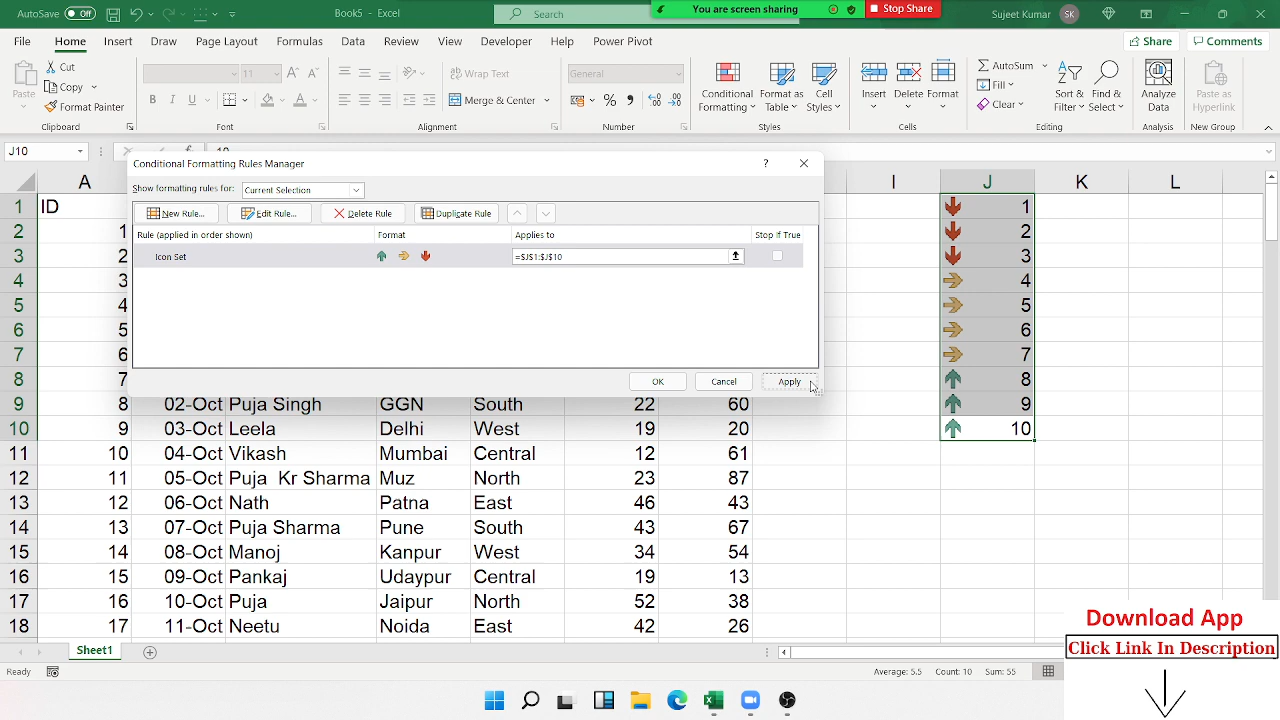 AutoSave Off Book5 - Excel Search You are screen sharing Stop Share Sujeet Kumar SK
File Home Insert Draw Page Layout Formulas Data Review View Developer Help Power Pivot Share Comments
Paste Cut Copy Format Painter Clipboard
11 B I U Font
Wrap Text Merge & Center Alignment
General % Number
Conditional Formatting Format as Table Cell Styles Styles
Insert Delete Format Cells
AutoSum Fill Clear Sort & Filter Find & Select Editing
Analyze Data Analysis
Paste as Hyperlink New Group
J10 10
Conditional Formatting Rules Manager ?
Show formatting rules for: Current Selection
New Rule... Edit Rule... Delete Rule Duplicate Rule
Rule (applied in order shown) Format Applies to Stop If True
Icon Set =$J$1:$J$10
OK Cancel Apply
A I J K L
1 ID 1
2 1 2
3 2 3
4 3 4
5 4 5
6 5 6
7 6 7
8 7 8
9 8 02-Oct Puja Singh GGN South 22 60 9
10 9 03-Oct Leela Delhi West 19 20 10
11 10 04-Oct Vikash Mumbai Central 12 61
12 11 05-Oct Puja Kr Sharma Muz North 23 87
13 12 06-Oct Nath Patna East 46 43
14 13 07-Oct Puja Sharma Pune South 43 67
15 14 08-Oct Manoj Kanpur West 34 54
16 15 09-Oct Pankaj Udaypur Central 19 13
17 16 10-Oct Puja Jaipur North 52 38
18 17 11-Oct Neetu Noida East 42 26
Sheet1
Ready Average: 5.5 Count: 10 Sum: 55
Download App
Click Link In Description